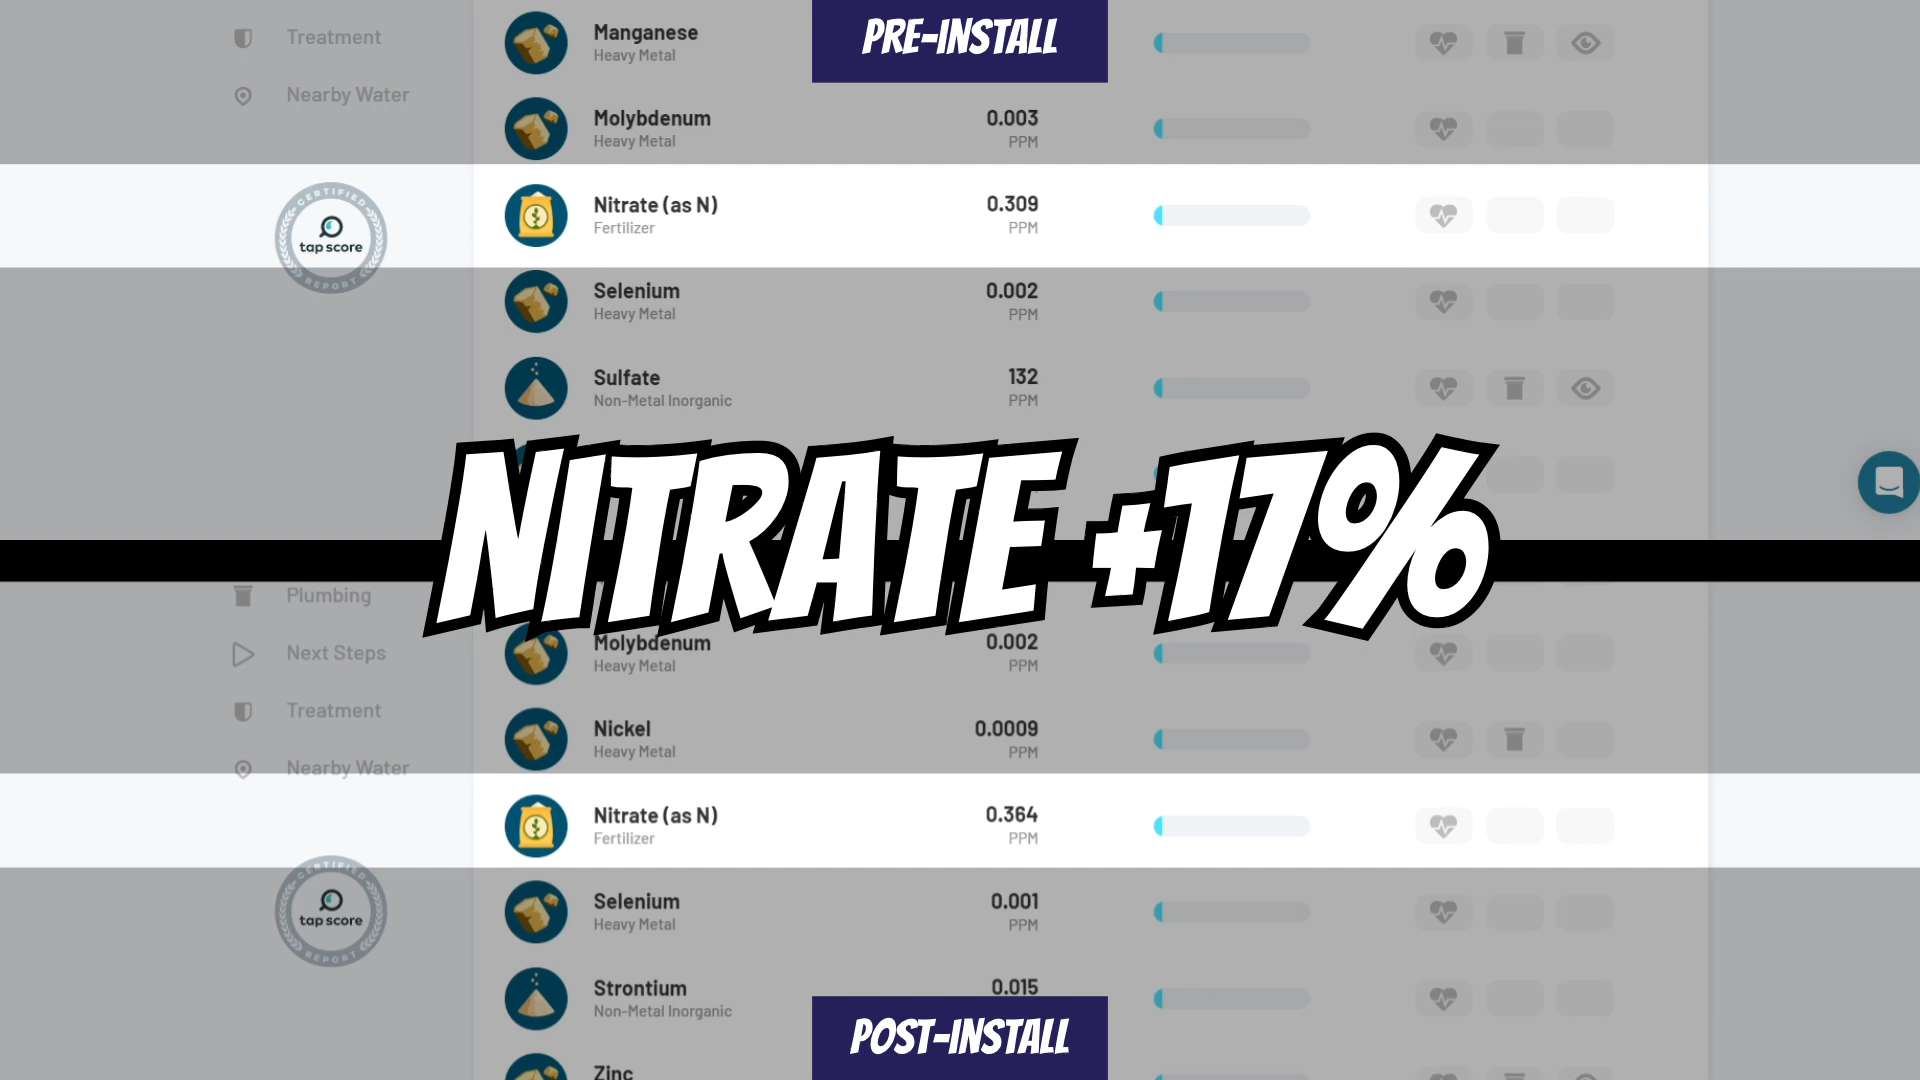 PRE-INSTALL
Treatment
Nearby Water
Manganese
Heavy Metal
Molybdenum
Heavy Metal
0.003
PPM
CERTIFIED
tap score
REPORT
Nitrate (as N)
Fertilizer
0.309
PPM
Selenium
Heavy Metal
0.002
PPM
Sulfate
Non-Metal Inorganic
132
PPM
NITRATE +17%
Plumbing
Next Steps
Treatment
Nearby Water
Molybdenum
Heavy Metal
0.002
PPM
Nickel
Heavy Metal
0.0009
PPM
Nitrate (as N)
Fertilizer
0.364
PPM
CERTIFIED
tap score
REPORT
Selenium
Heavy Metal
0.001
PPM
Strontium
Non-Metal Inorganic
0.015
Zinc
POST-INSTALL